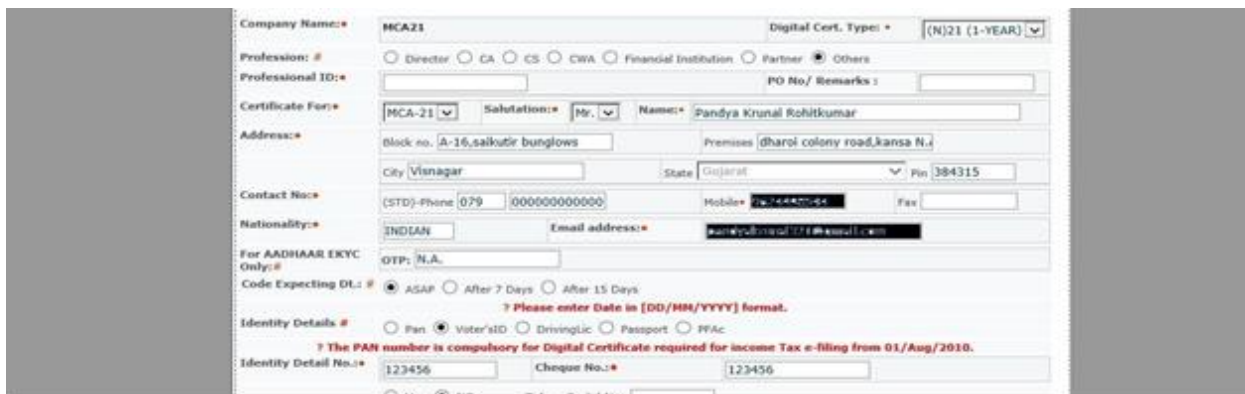 Company Name:* MCA21 Digital Cert. Type: * (N)21 (1-YEAR)
Profession: # Director CA CS CWA Financial Institution Partner Others
Professional ID:* PO No/ Remarks :
Certificate For:* MCA-21 Salutation:* Mr. Name:* Pandya Krunal Rohitkumar
Address:* Block no. A-16,saikutir bunglows Premises dharoi colony road,kansa N.A
City Visnagar State Gujarat Pin 384315
Contact No:* (STD)-Phone 079 000000000000 Mobile* Fax
Nationality:* INDIAN Email address:*
For AADHAAR EKYC
Only:# OTP: N.A.
Code Expecting Dt.: # ASAP After 7 Days After 15 Days
? Please enter Date in [DD/MM/YYYY] format.
Identity Details # Pan Voter'sID DrivingLic Passport PFAc
? The PAN number is compulsory for Digital Certificate required for income Tax e-filing from 01/Aug/2010.
Identity Detail No.:* 123456 Cheque No.:* 123456